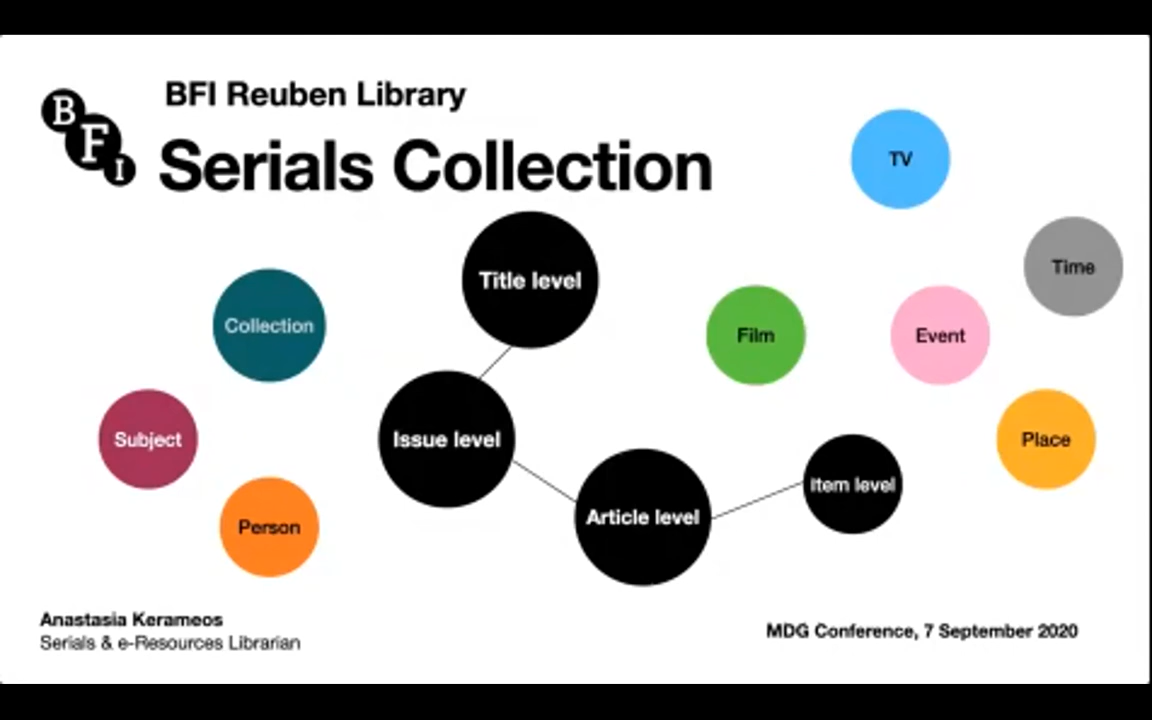 BFI
BFI Reuben Library
Serials Collection
TV
Time
Title level
Collection
Film
Event
Subject
Issue level
Place
Item level
Article level
Person
Anastasia Kerameos
Serials & e-Resources Librarian
MDG Conference, 7 September 2020